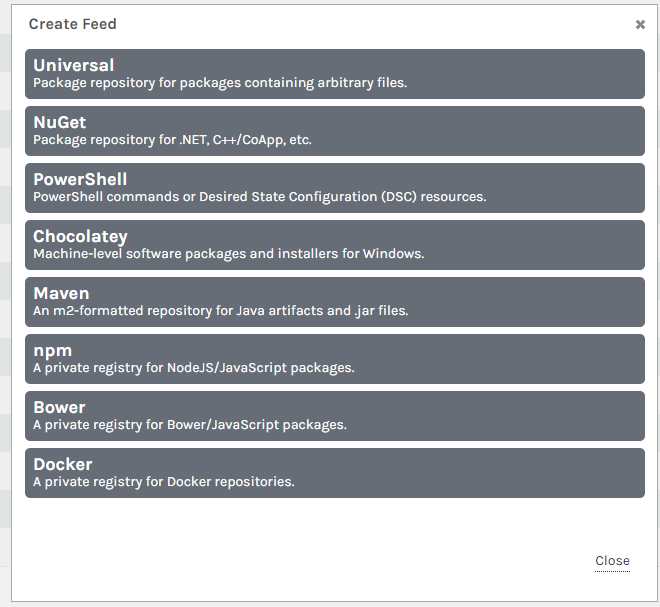 Create Feed
Universal
Package repository for packages containing arbitrary files.
NuGet
Package repository for .NET, C++/CoApp, etc.
PowerShell
PowerShell commands or Desired State Configuration (DSC) resources.
Chocolatey
Machine-level software packages and installers for Windows.
Maven
An m2-formatted repository for Java artifacts and .jar files.
npm
A private registry for NodeJS/JavaScript packages.
Bower
A private registry for Bower/JavaScript packages.
Docker
A private registry for Docker repositories.
Close